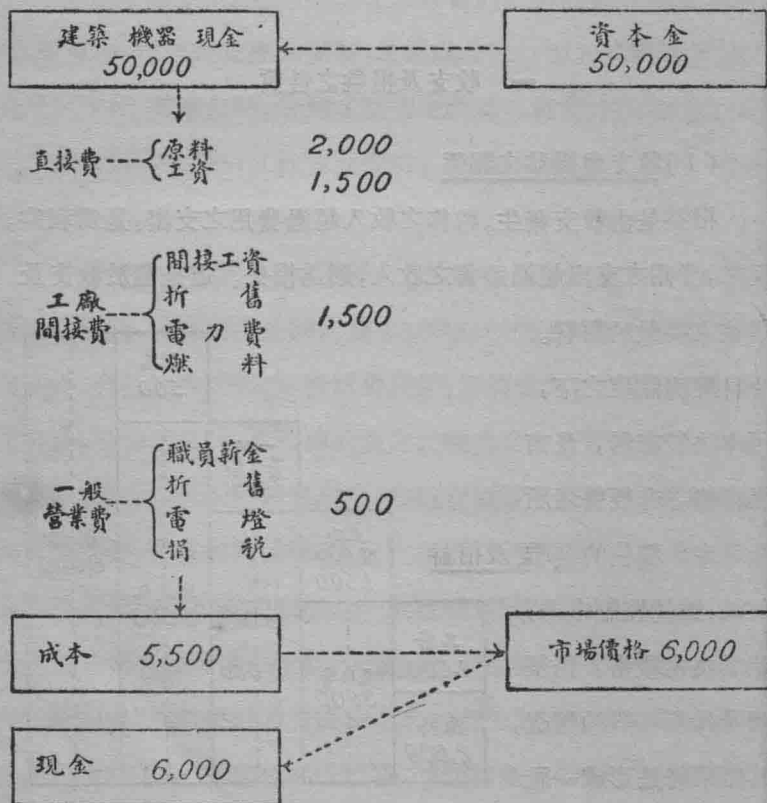 建築 機器 現金
50,000
資本金
50,000
直接費
原料 2,000
工資 1,500
工廠
間接費
間接工資
折舊
電力費
燃料
1,500
一般
營業費
職員薪金
折舊
電燈
捐稅
500
成本 5,500
市場價格 6,000
現金 6,000